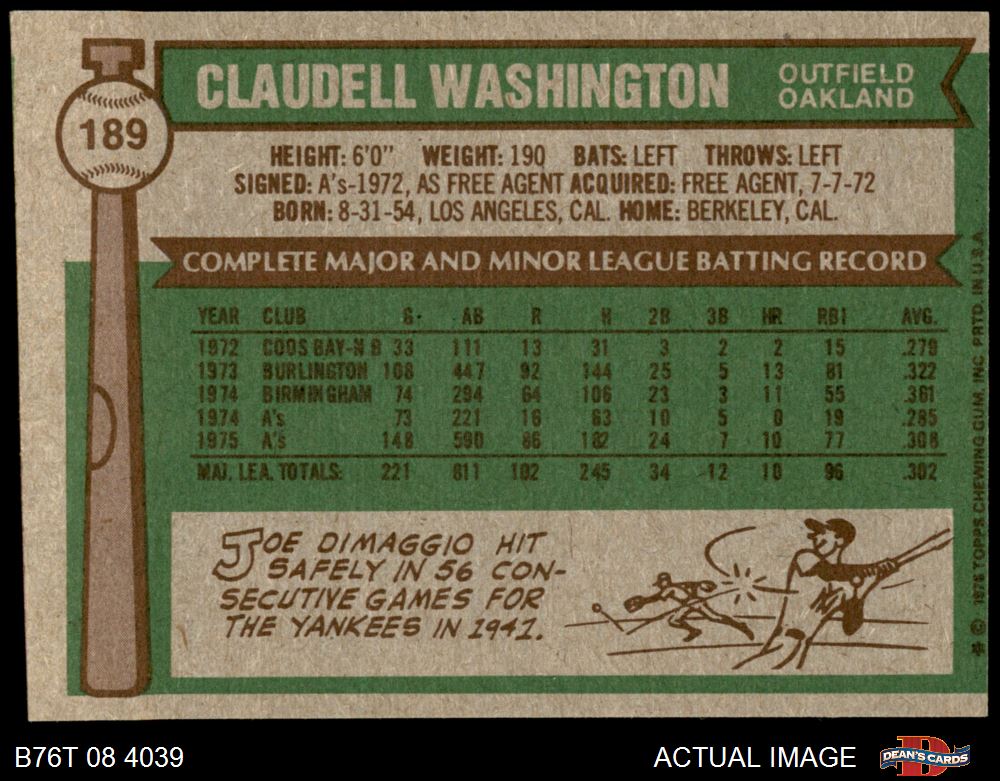 189
CLAUDELL WASHINGTON
OUTFIELD
OAKLAND
HEIGHT: 6'0" WEIGHT: 190 BATS: LEFT THROWS: LEFT
SIGNED: A's-1972, AS FREE AGENT ACQUIRED: FREE AGENT, 7-7-72
BORN: 8-31-54, LOS ANGELES, CAL. HOME: BERKELEY, CAL.
COMPLETE MAJOR AND MINOR LEAGUE BATTING RECORD
YEAR CLUB G AB R H 2B 3B HR RBI AVG.
1972 COOS BAY-N B 33 111 13 31 3 2 2 15 .279
1973 BURLINGTON 108 447 92 144 25 5 13 81 .322
1974 BIRMINGHAM 74 294 64 106 23 3 11 55 .361
1974 A's 73 221 16 63 10 5 0 19 .285
1975 A's 148 590 86 182 24 7 10 77 .308
MAJ. LEA. TOTALS: 221 811 102 245 34 12 10 96 .302
JOE DIMAGGIO HIT
SAFELY IN 56 CON-
SECUTIVE GAMES FOR
THE YANKEES IN 1941.
* © 1976 TOPPS CHEWING GUM, INC. PRTD. IN U.S.A.
B76T 08 4039
ACTUAL IMAGE
D
DEAN'S CARDS